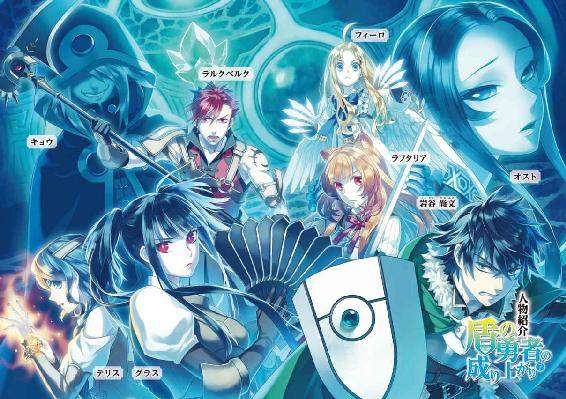 フィーロ
ラルクベルク
キョウ
ラフタリア
オスト
岩谷 尚文
テリス
グラス
人物紹介
盾の勇者の
成り上がり